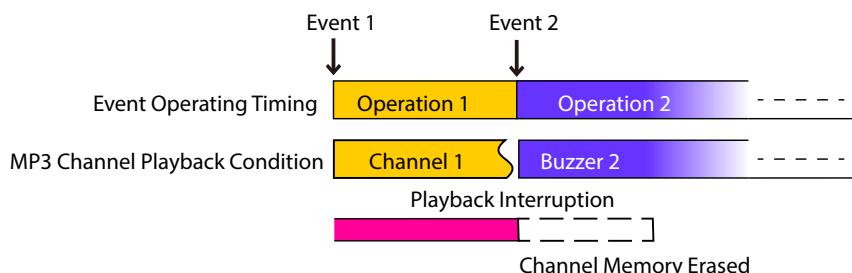 Event 1 Event 2
Event Operating Timing Operation 1 Operation 2
MP3 Channel Playback Condition Channel 1 Buzzer 2
Playback Interruption
Channel Memory Erased